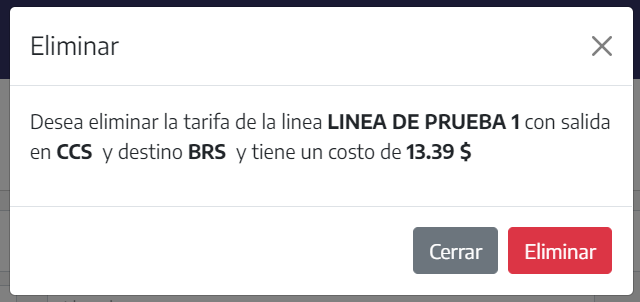 Eliminar
Desea eliminar la tarifa de la linea LINEA DE PRUEBA 1 con salida
en CCS y destino BRS y tiene un costo de 13.39 $
Cerrar Eliminar